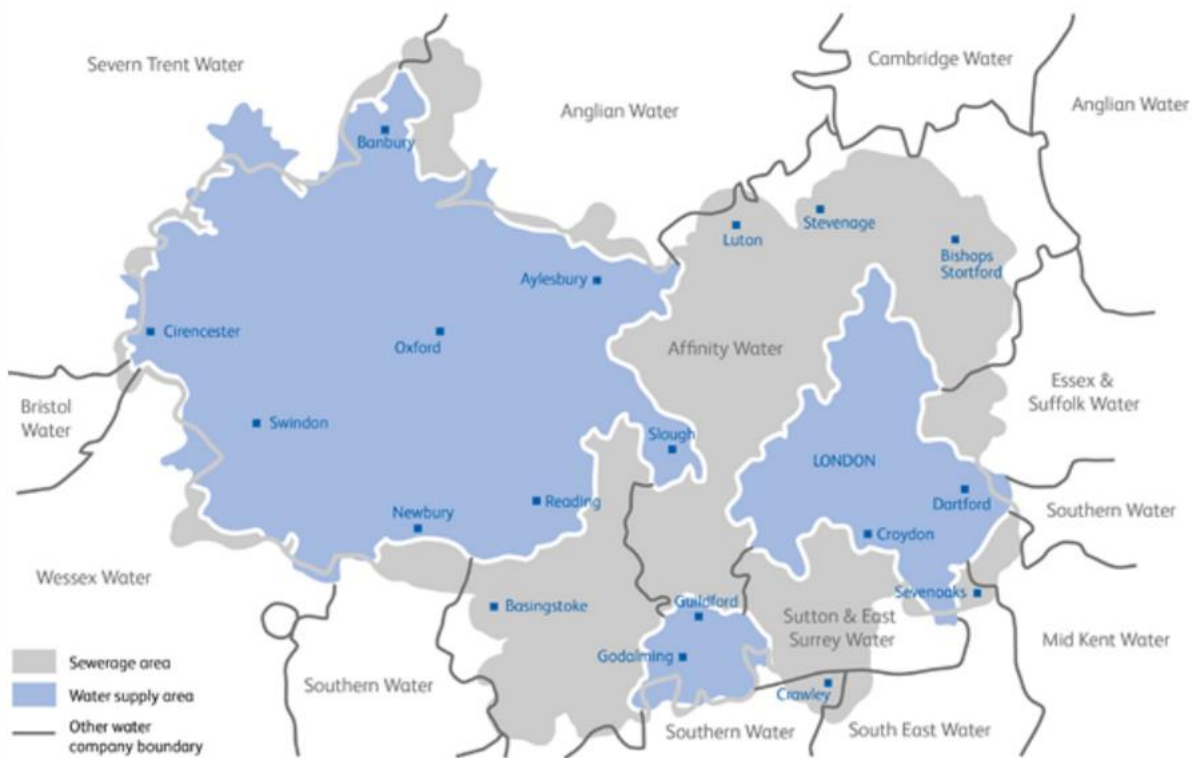 Severn Trent Water
Cambridge Water
Anglian Water
Anglian Water
Banbury
Stevenage
Luton
Bishops
Stortford
Aylesbury
Cirencester
Oxford
Affinity Water
Bristol
Water
Essex &
Suffolk Water
Swindon
Slough
LONDON
Reading
Dartford
Newbury
Southern Water
Croydon
Wessex Water
Basingstoke
Guildford
Sevenoaks
Sutton & East
Surrey Water
Mid Kent Water
Godalming
Sewerage area
Southern Water
Water supply area
Crawley
Other water
company boundary
Southern Water
South East Water